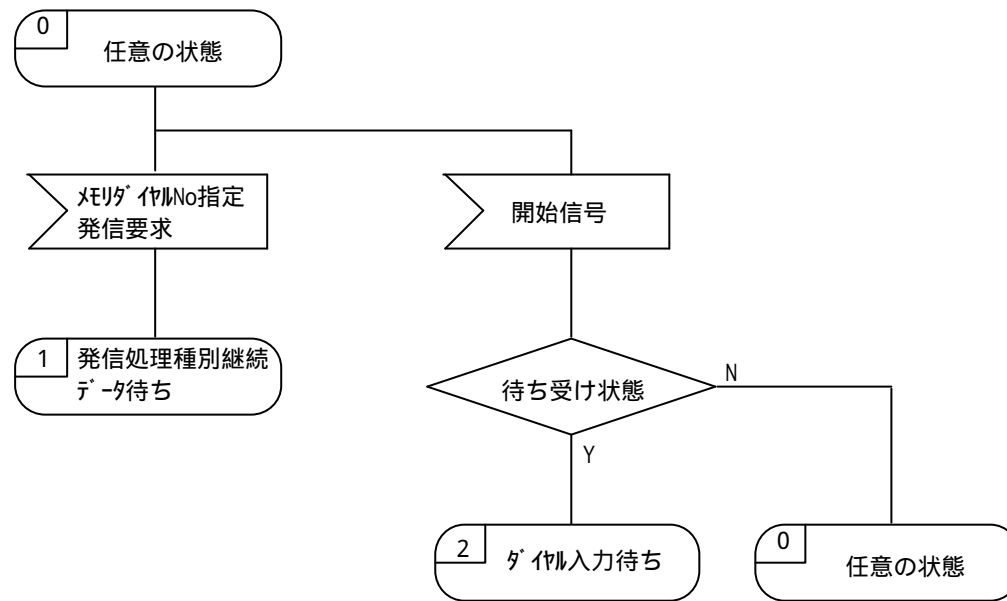 0
任意の状態
ﾒﾓﾘﾀﾞｲﾔﾙNo指定
発信要求
開始信号
1
発信処理種別継続
ﾃﾞｰﾀ待ち
待ち受け状態
N
Y
2
ﾀﾞｲﾔﾙ入力待ち
0
任意の状態